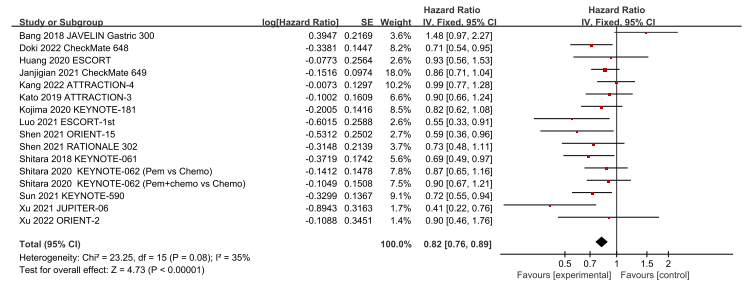 Hazard Ratio Hazard Ratio
Study or Subgroup log[Hazard Ratio] SE Weight IV, Fixed, 95% CI IV, Fixed, 95% CI
Bang 2018 JAVELIN Gastric 300 0.3947 0.2169 3.6% 1.48 [0.97, 2.27]
Doki 2022 CheckMate 648 -0.3381 0.1447 8.2% 0.71 [0.54, 0.95]
Huang 2020 ESCORT -0.0773 0.2564 2.6% 0.93 [0.56, 1.53]
Janjigian 2021 CheckMate 649 -0.1516 0.0974 18.0% 0.86 [0.71, 1.04]
Kang 2022 ATTRACTION-4 -0.0073 0.1297 10.2% 0.99 [0.77, 1.28]
Kato 2019 ATTRACTION-3 -0.1002 0.1609 6.6% 0.90 [0.66, 1.24]
Kojima 2020 KEYNOTE-181 -0.2005 0.1416 8.5% 0.82 [0.62, 1.08]
Luo 2021 ESCORT-1st -0.6015 0.2588 2.6% 0.55 [0.33, 0.91]
Shen 2021 ORIENT-15 -0.5312 0.2502 2.7% 0.59 [0.36, 0.96]
Shen 2021 RATIONALE 302 -0.3148 0.2139 3.7% 0.73 [0.48, 1.11]
Shitara 2018 KEYNOTE-061 -0.3719 0.1742 5.6% 0.69 [0.49, 0.97]
Shitara 2020 KEYNOTE-062 (Pem vs Chemo) -0.1412 0.1478 7.8% 0.87 [0.65, 1.16]
Shitara 2020 KEYNOTE-062 (Pem+chemo vs Chemo) -0.1049 0.1508 7.5% 0.90 [0.67, 1.21]
Sun 2021 KEYNOTE-590 -0.3299 0.1367 9.1% 0.72 [0.55, 0.94]
Xu 2021 JUPITER-06 -0.8943 0.3163 1.7% 0.41 [0.22, 0.76]
Xu 2022 ORIENT-2 -0.1088 0.3451 1.4% 0.90 [0.46, 1.76]
Total (95% CI) 100.0% 0.82 [0.76, 0.89]
Heterogeneity: Chi² = 23.25, df = 15 (P = 0.08); I² = 35%
Test for overall effect: Z = 4.73 (P < 0.00001)
0.5 0.7 1 1.5 2
Favours [experimental] Favours [control]